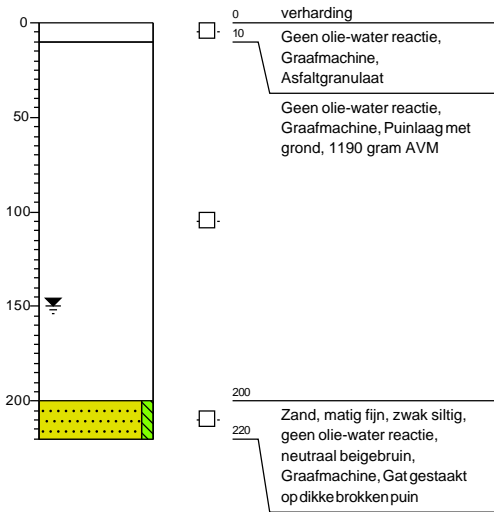 0
50
100
150
200
0
verharding
10
Geen olie-water reactie,
Graafmachine,
Asfaltgranulaat
Geen olie-water reactie,
Graafmachine, Puinlaag met
grond, 1190 gram AVM
200
Zand, matig fijn, zwak siltig,
220
geen olie-water reactie,
neutraal beigebruin,
Graafmachine, Gat gestaakt
op dikke brokken puin